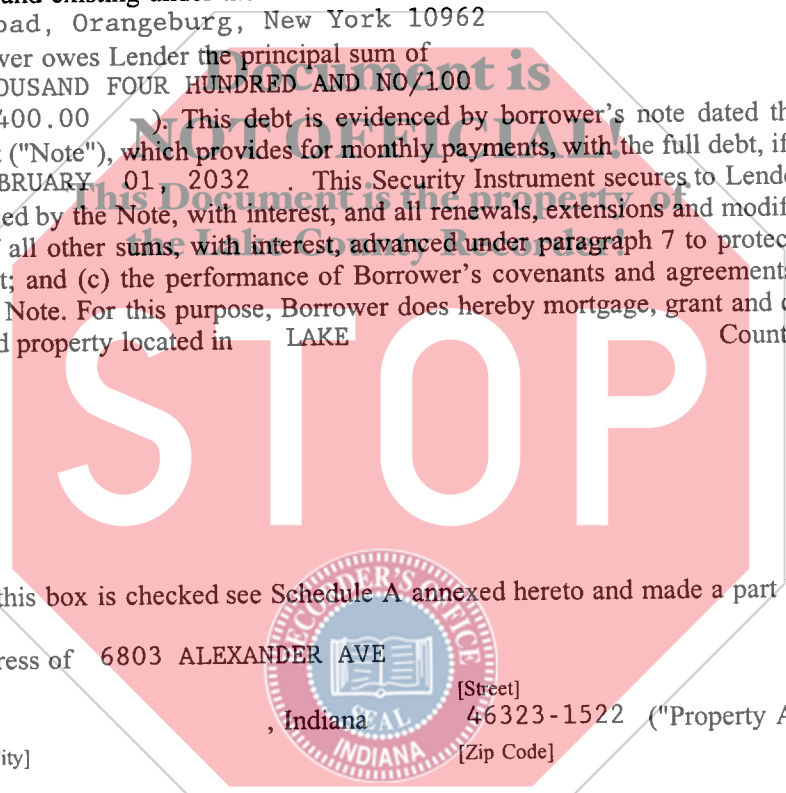 oad, Orangeburg, New York 10962
wer owes Lender the principal sum of
OUSAND FOUR HUNDRED AND NO/100
400.00 ). This debt is evidenced by borrower's note dated th
("Note"), which provides for monthly payments, with the full debt, if
BRUARY 01, 2032 . This Security Instrument secures to Lende
ed by the Note, with interest, and all renewals, extensions and modif
f all other sums, with interest, advanced under paragraph 7 to protec
t; and (c) the performance of Borrower's covenants and agreements
Note. For this purpose, Borrower does hereby mortgage, grant and c
d property located in LAKE Count
this box is checked see Schedule A annexed hereto and made a part
ress of 6803 ALEXANDER AVE
[Street]
, Indiana 46323-1522 ("Property A
ity] [Zip Code]
Document is
NOT OFFICIAL!
This Document is the property of
the Lake County Recorder!
STOP
RECORDER'S OFFICE
SEAL
INDIANA